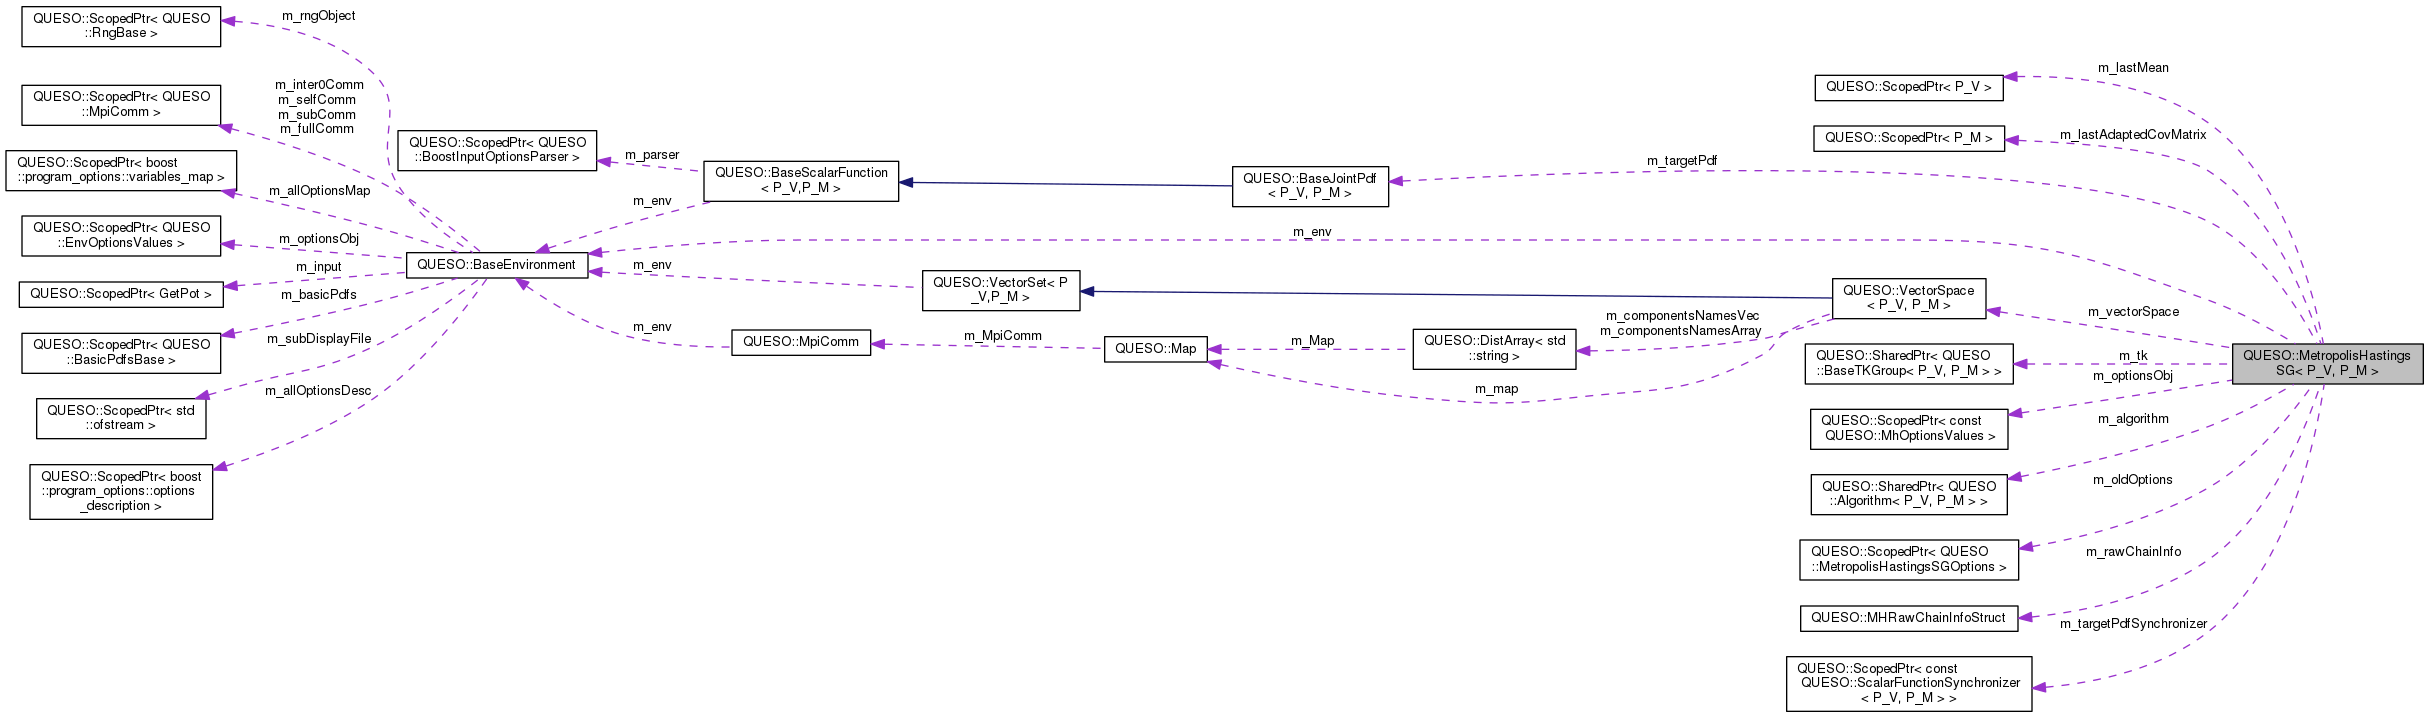 QUESO::ScopedPtr< QUESO
::RngBase >
m_rngObject
QUESO::ScopedPtr< QUESO
::MpiComm >
m_inter0Comm
m_selfComm
m_subComm
m_fullComm
QUESO::ScopedPtr< boost
::program_options::variables_map >
m_allOptionsMap
QUESO::ScopedPtr< QUESO
::EnvOptionsValues >
m_optionsObj
QUESO::ScopedPtr< GetPot >
m_input
QUESO::ScopedPtr< QUESO
::BasicPdfsBase >
m_basicPdfs
QUESO::ScopedPtr< std
::ofstream >
m_subDisplayFile
QUESO::ScopedPtr< boost
::program_options::options
_description >
m_allOptionsDesc
QUESO::ScopedPtr< QUESO
::BoostInputOptionsParser >
QUESO::BaseEnvironment
m_parser
m_env
m_env
m_env
m_env
QUESO::BaseScalarFunction
< P_V,P_M >
QUESO::MpiComm
QUESO::VectorSet< P
_V,P_M >
m_MpiComm
QUESO::Map
QUESO::BaseJointPdf
< P_V, P_M >
m_Map
QUESO::DistArray< std
::string >
m_map
m_componentsNamesVec
m_componentsNamesArray
m_targetPdf
QUESO::ScopedPtr< P_V >
QUESO::ScopedPtr< P_M >
QUESO::VectorSpace
< P_V, P_M >
QUESO::SharedPtr< QUESO
::BaseTKGroup< P_V, P_M > >
QUESO::ScopedPtr< const
QUESO::MhOptionsValues >
QUESO::SharedPtr< QUESO
::Algorithm< P_V, P_M > >
QUESO::ScopedPtr< QUESO
::MetropolisHastingsSGOptions >
QUESO::MHRawChainInfoStruct
QUESO::ScopedPtr< const
QUESO::ScalarFunctionSynchronizer
< P_V, P_M > >
m_lastMean
m_lastAdaptedCovMatrix
m_vectorSpace
m_tk
m_optionsObj
m_algorithm
m_oldOptions
m_rawChainInfo
m_targetPdfSynchronizer
QUESO::MetropolisHastings
SG< P_V, P_M >